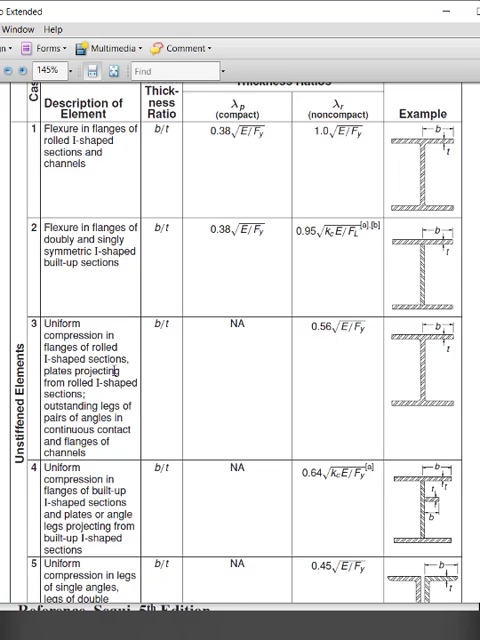 o Extended
Window Help
n Forms Multimedia Comment
145% Find
Thickness Ratios
Cas
Description of Element
Thick-
ness
Ratio
λp
(compact)
λr
(noncompact)
Example
Unstiffened Elements
1
Flexure in flanges of
rolled I-shaped
sections and
channels
b/t
0.38√E/Fy
1.0√E/Fy
b
t
2
Flexure in flanges of
doubly and singly
symmetric I-shaped
built-up sections
b/t
0.38√E/Fy
0.95√kcE/FL[a],[b]
b
t
3
Uniform
compression in
flanges of rolled
I-shaped sections,
plates projecting
from rolled I-shaped
sections;
outstanding legs of
pairs of angles in
continuous contact
and flanges of
channels
b/t
NA
0.56√E/Fy
b
t
4
Uniform
compression in
flanges of built-up
I-shaped sections
and plates or angle
legs projecting from
built-up I-shaped
sections
b/t
NA
0.64√kcE/Fy[a]
b
t
t
b
5
Uniform
compression in legs
of single angles,
legs of double
b/t
NA
0.45√E/Fy
b
t
Reference, Segui, 5th Edition